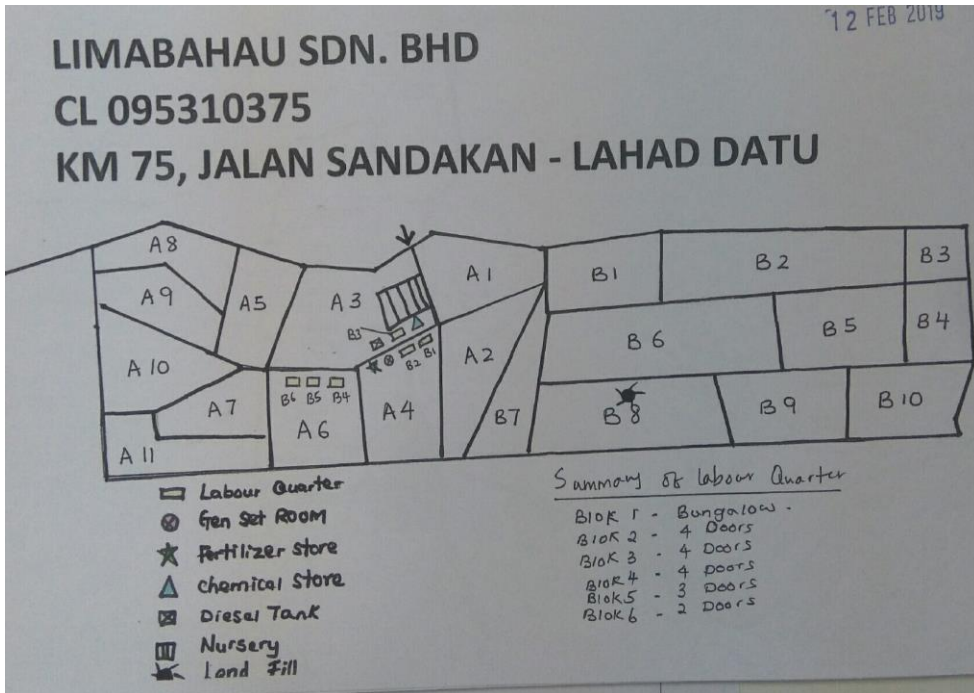 12 FEB 2019
LIMABAHAU SDN. BHD
CL 095310375
KM 75, JALAN SANDAKAN - LAHAD DATU
A8
A9
A5
A3
A1
B1
B2
B3
B3
A10
A2
B6
B5
B4
B2
B1
A7
B6 B5 B4
A4
B7
B8
B9
B10
A11
A6
Labour Quarter
Gen Set ROOM
Fertilizer store
Chemical store
Diesel Tank
Nursery
Land Fill
Summary of labour Quarter
Blok 1 - Bungalow.
Blok 2 - 4 Doors
Blok 3 - 4 Doors
Blok 4 - 4 Doors
Blok 5 - 3 Doors
Blok 6 - 2 Doors